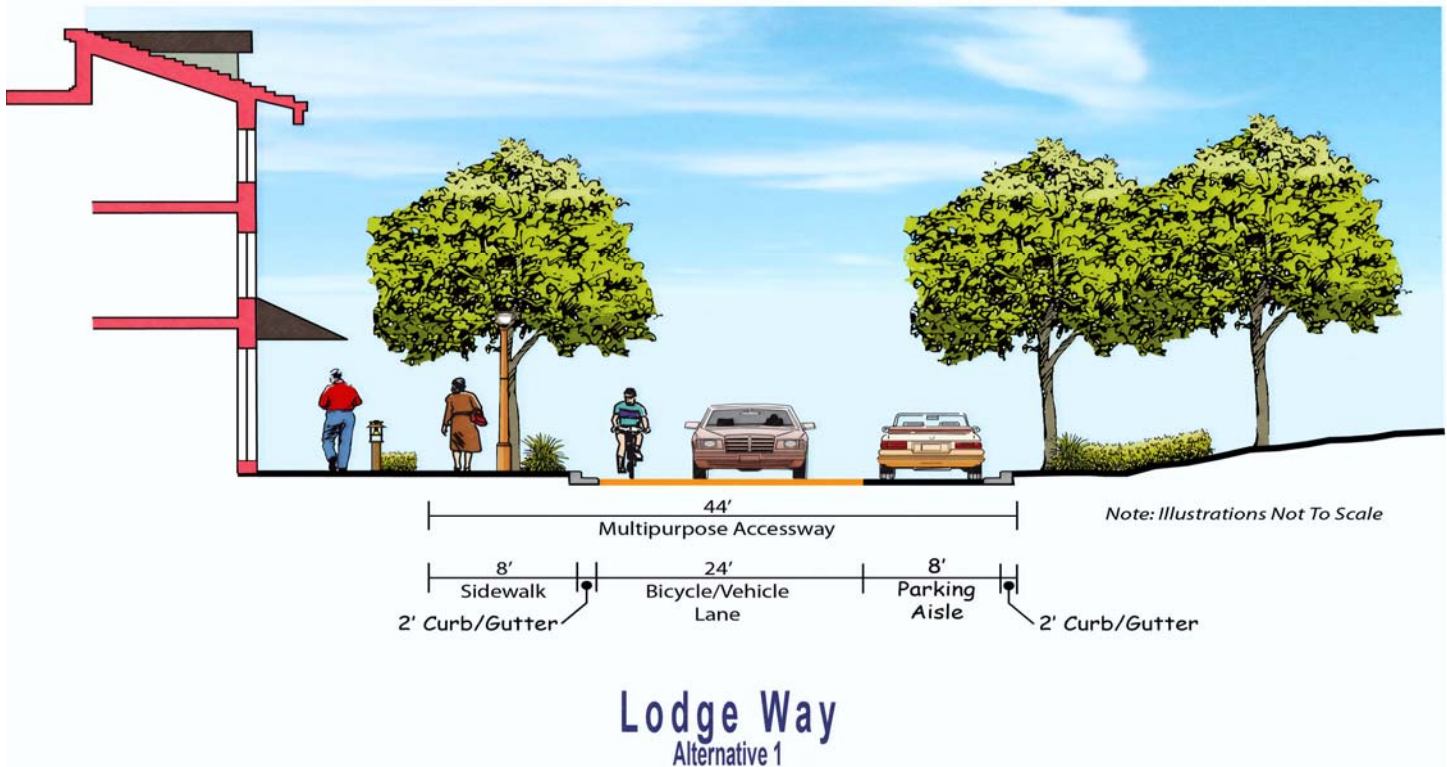 44′
Multipurpose Accessway
Note: Illustrations Not To Scale
8′ 24′ 8′
Sidewalk Bicycle/Vehicle Parking
Lane Aisle
2′ Curb/Gutter 2′ Curb/Gutter
Lodge Way
Alternative 1